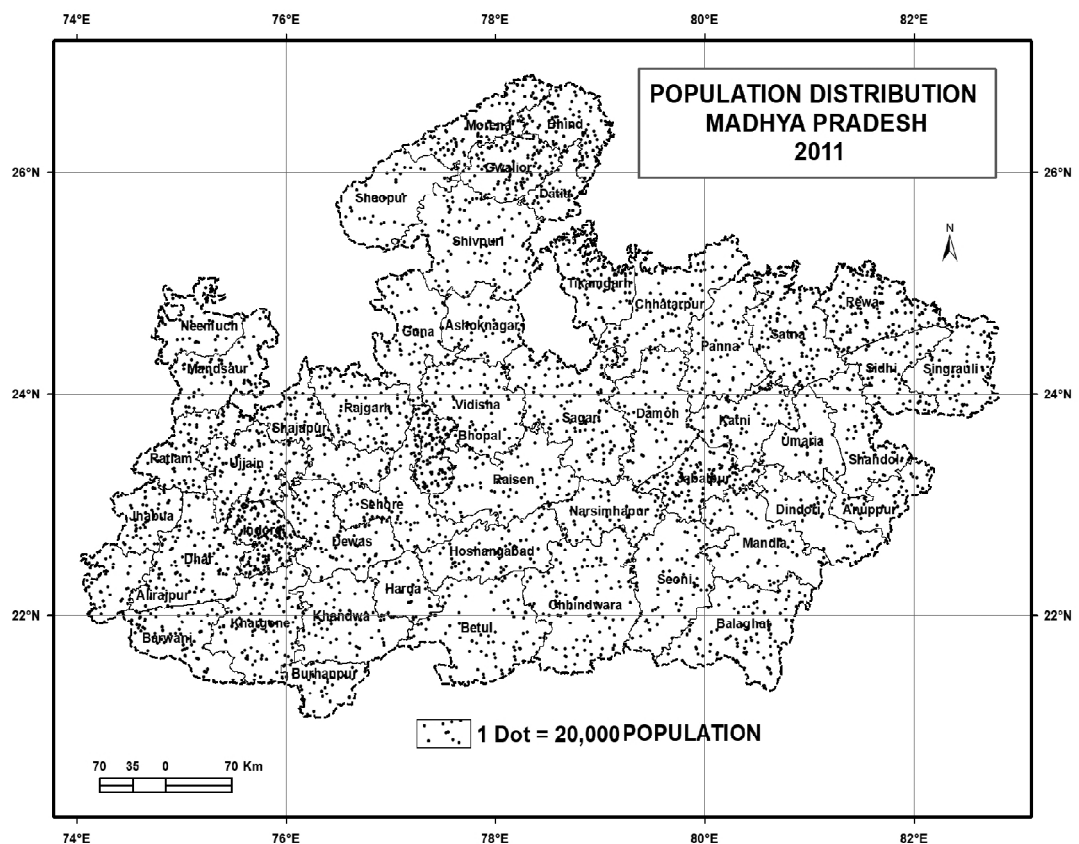 74°E 76°E 78°E 80°E 82°E
POPULATION DISTRIBUTION
MADHYA PRADESH
2011
26°N 26°N
N
24°N 24°N
22°N 22°N
Morena
Bhind
Gwalior
Datia
Sheopur
Shivpuri
Tikamgarh
Chhatarpur
Rewa
Neemuch
Guna
Ashoknagar
Panna
Satna
Sidhi
Singrauli
Mandsaur
Rajgarh
Vidisha
Sagar
Damoh
Katni
Shajapur
Bhopal
Umaria
Ratlam
Ujjain
Raisen
Jabalpur
Shahdol
Jhabua
Indore
Sehore
Narsimhapur
Dindori
Anuppur
Dewas
Hoshangabad
Mandla
Dhar
Harda
Chhindwara
Seoni
Alirajpur
Khargone
Khandwa
Betul
Balaghat
Barwani
Burhanpur
1 Dot = 20,000 POPULATION
70 35 0 70 Km
74°E 76°E 78°E 80°E 82°E